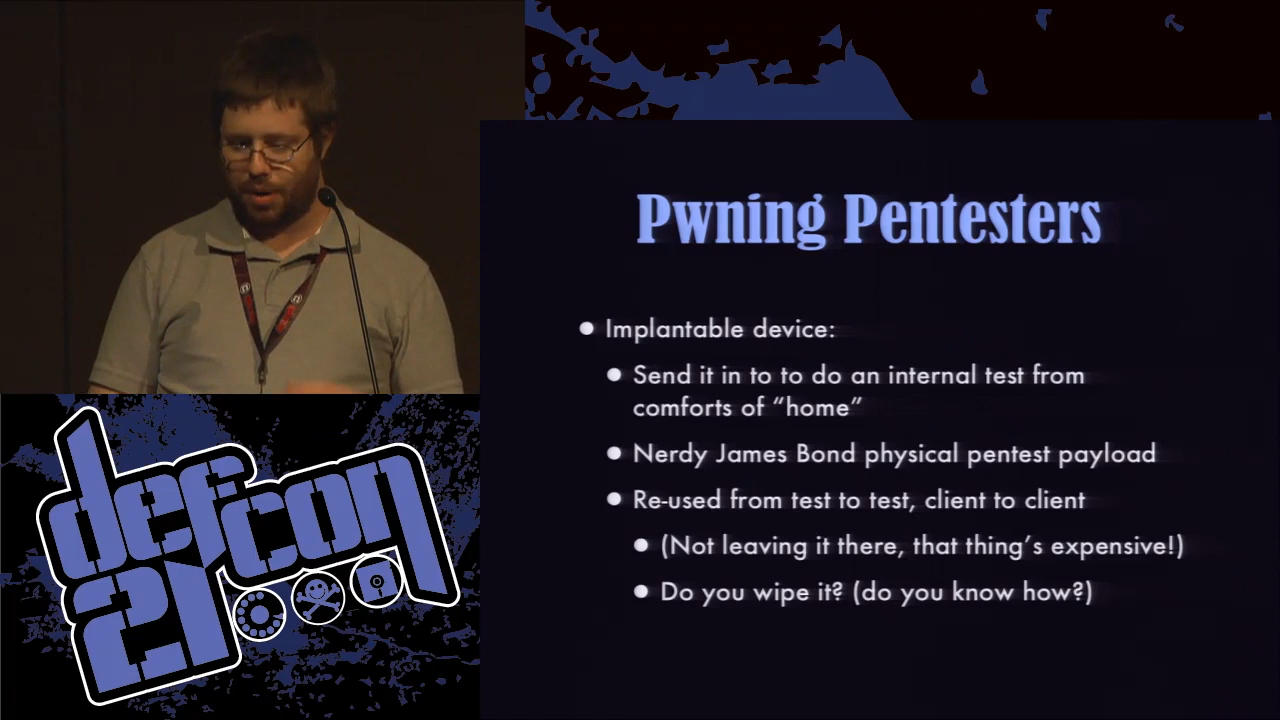 Pwning Pentesters
Implantable device:
Send it in to to do an internal test from
comforts of “home”
Nerdy James Bond physical pentest payload
Re-used from test to test, client to client
(Not leaving it there, that thing’s expensive!)
Do you wipe it? (do you know how?)
defcon
21